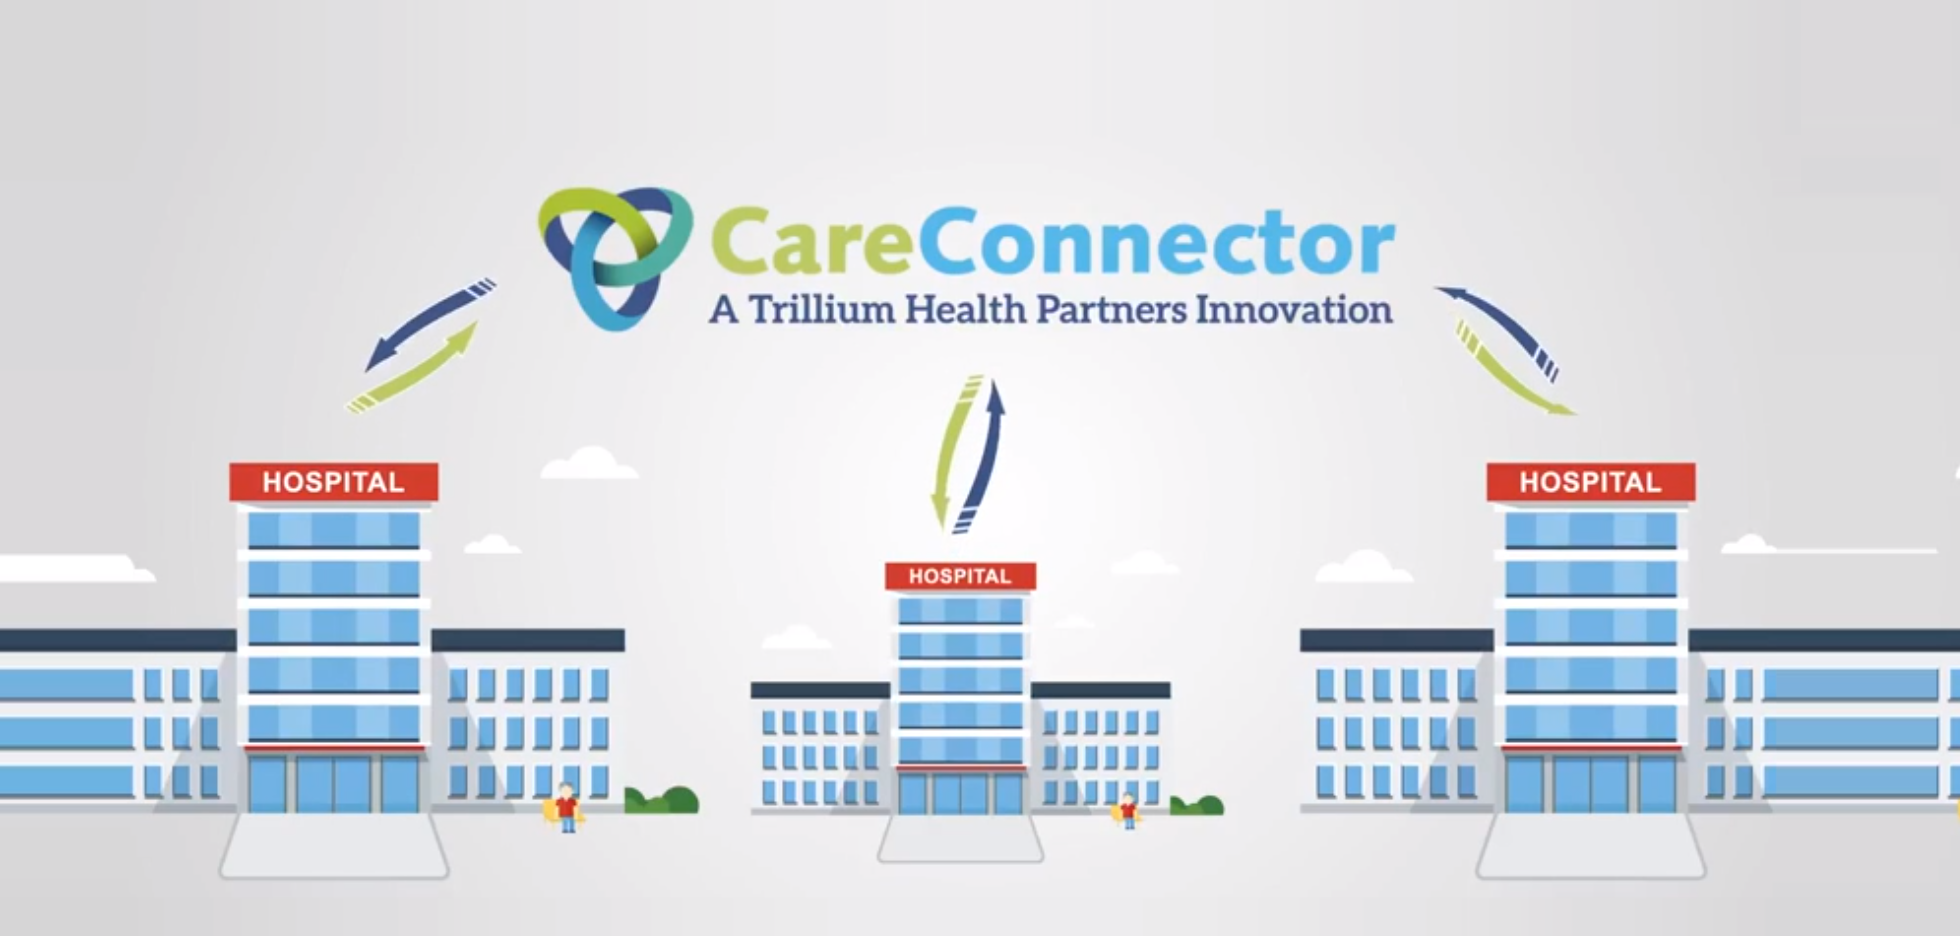 CareConnector
A Trillium Health Partners Innovation
HOSPITAL
HOSPITAL
HOSPITAL